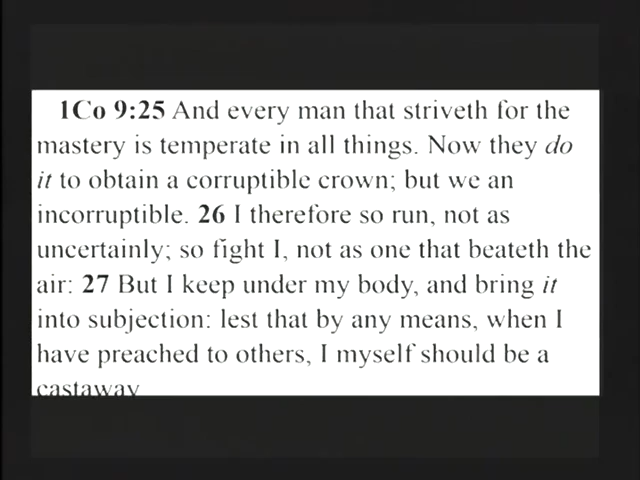 1Co 9:25 And every man that striveth for the
mastery is temperate in all things. Now they do
it to obtain a corruptible crown; but we an
incorruptible. 26 I therefore so run, not as
uncertainly; so fight I, not as one that beateth the
air: 27 But I keep under my body, and bring it
into subjection: lest that by any means, when I
have preached to others, I myself should be a
castaway